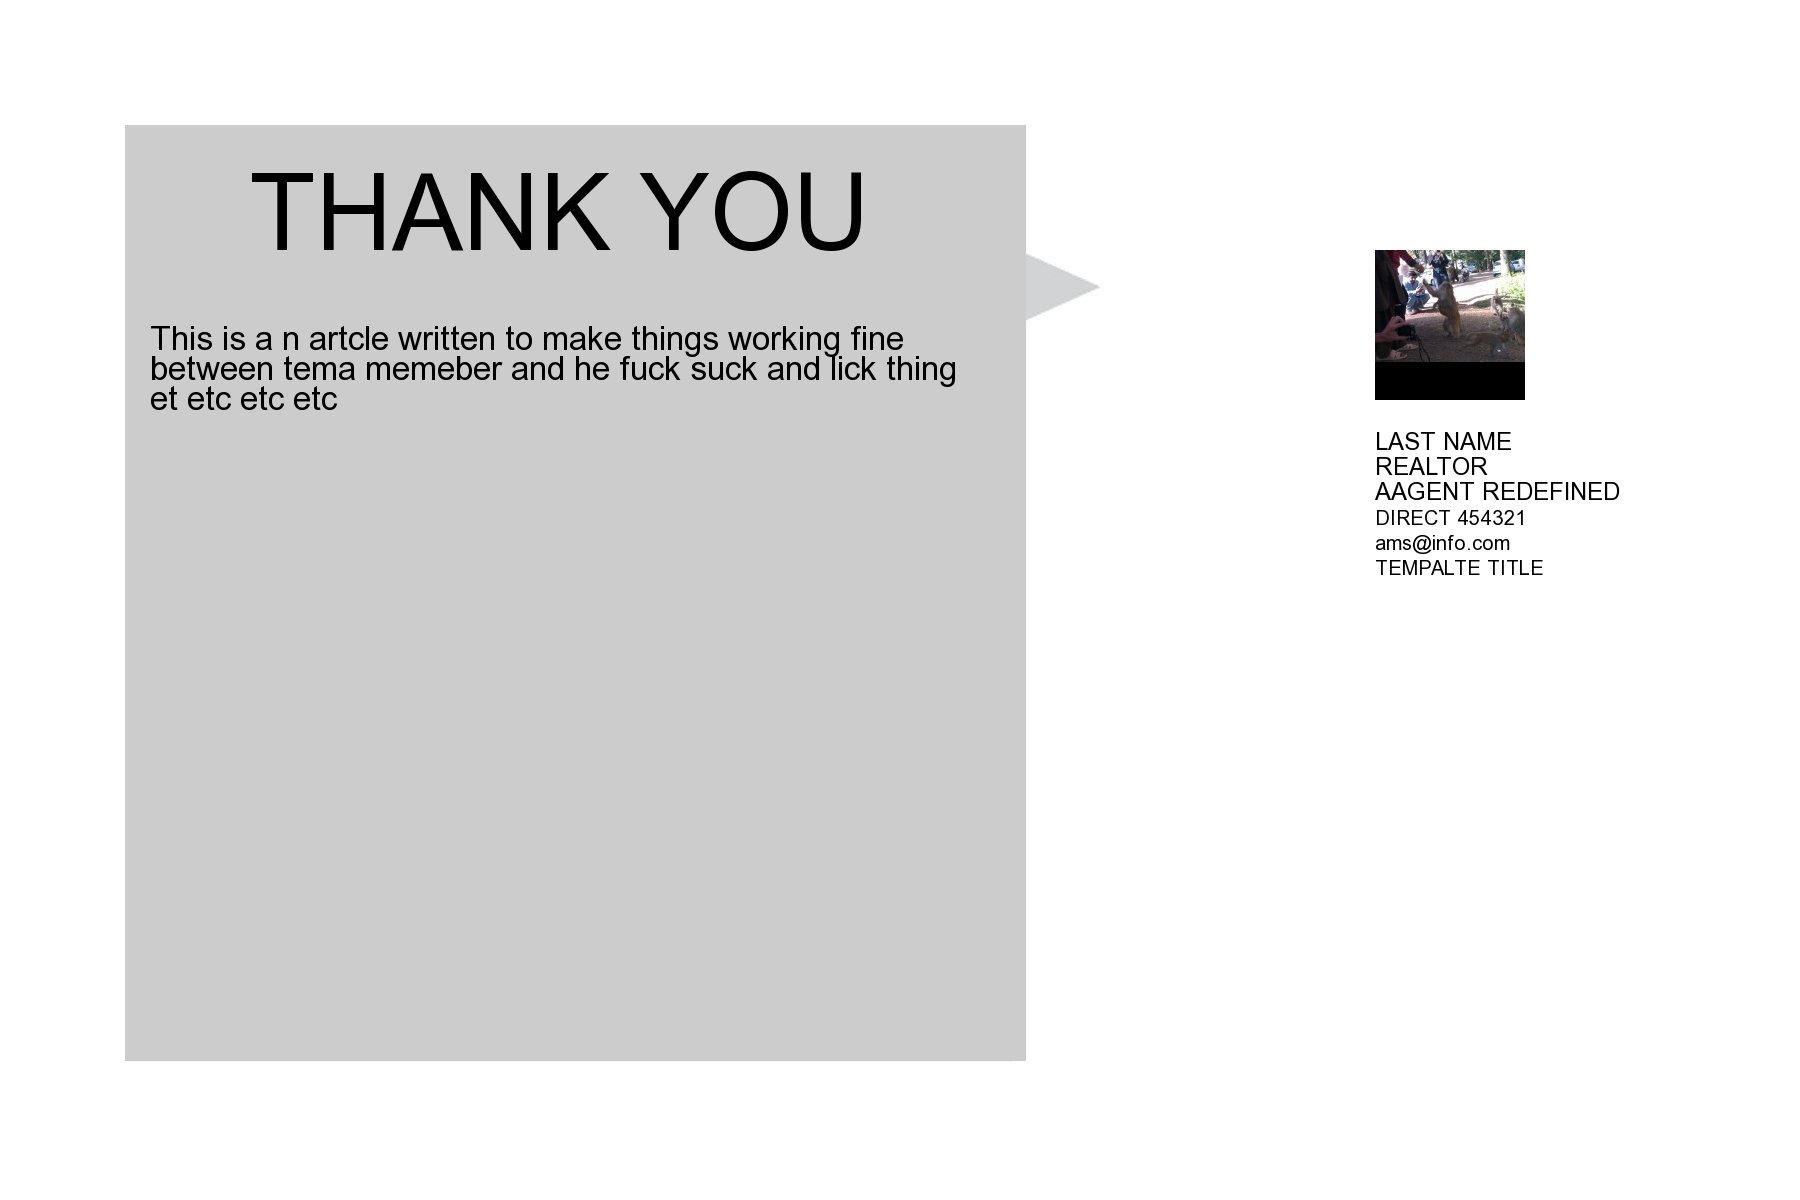 THANK YOU
This is a n artcle written to make things working fine
between tema memeber and he fuck suck and lick thing
et etc etc etc
LAST NAME
REALTOR
AAGENT REDEFINED
DIRECT 454321
ams@info.com
TEMPALTE TITLE